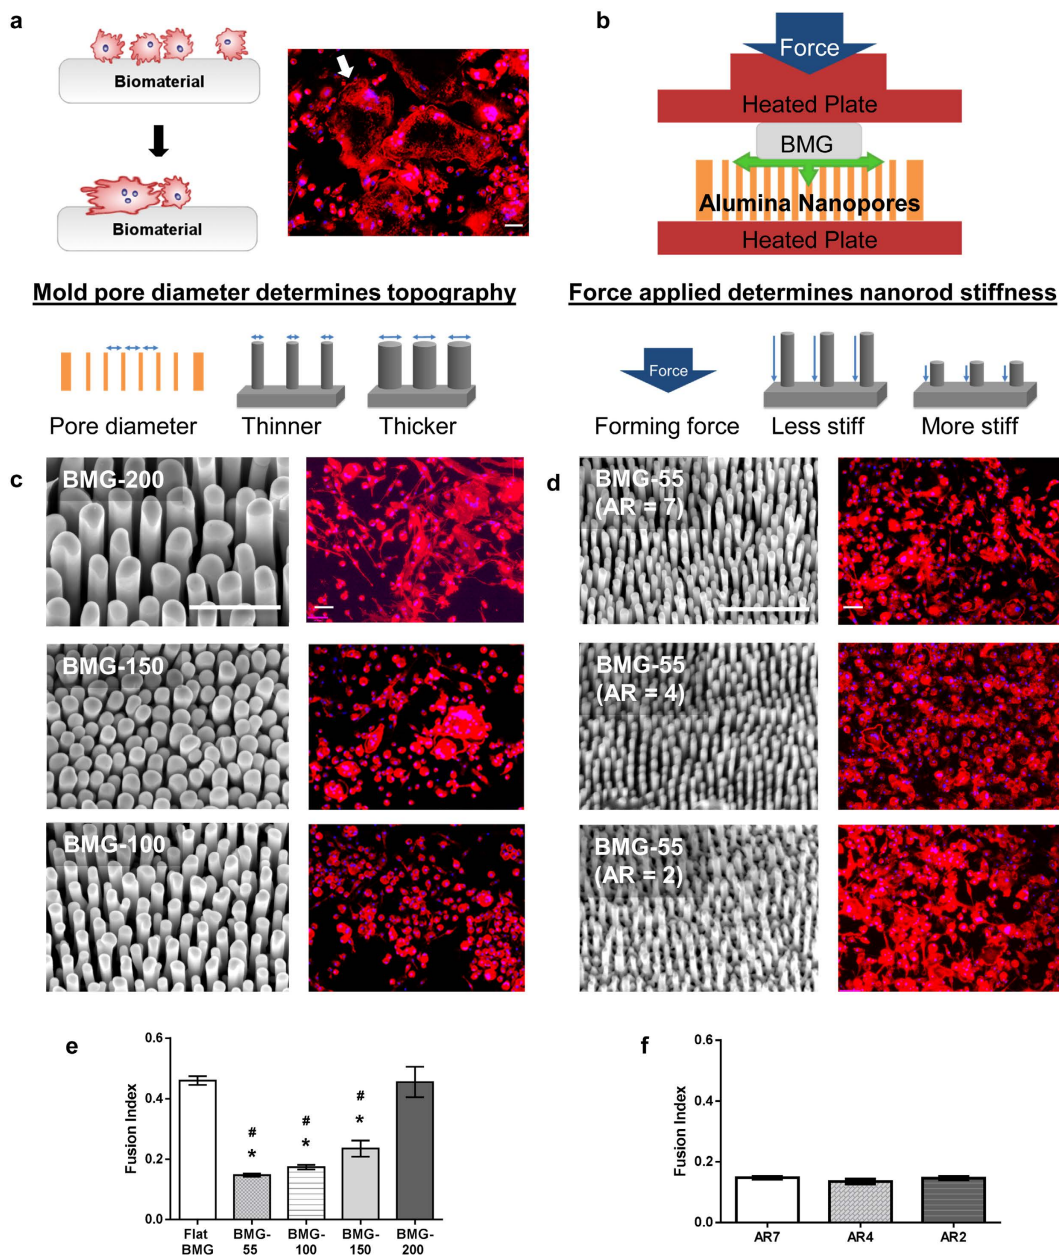 a
Biomaterial
Biomaterial
b
Force
Heated Plate
BMG
Alumina Nanopores
Heated Plate
Mold pore diameter determines topography
Pore diameter
Thinner
Thicker
Force applied determines nanorod stiffness
Force
Forming force
Less stiff
More stiff
c
BMG-200
BMG-150
BMG-100
d
BMG-55
(AR = 7)
BMG-55
(AR = 4)
BMG-55
(AR = 2)
e
Fusion Index
0.6
0.4
0.2
0.0
#
*
#
*
#
*
Flat
BMG
BMG-
55
BMG-
100
BMG-
150
BMG-
200
f
Fusion Index
0.6
0.4
0.2
0.0
AR7
AR4
AR2